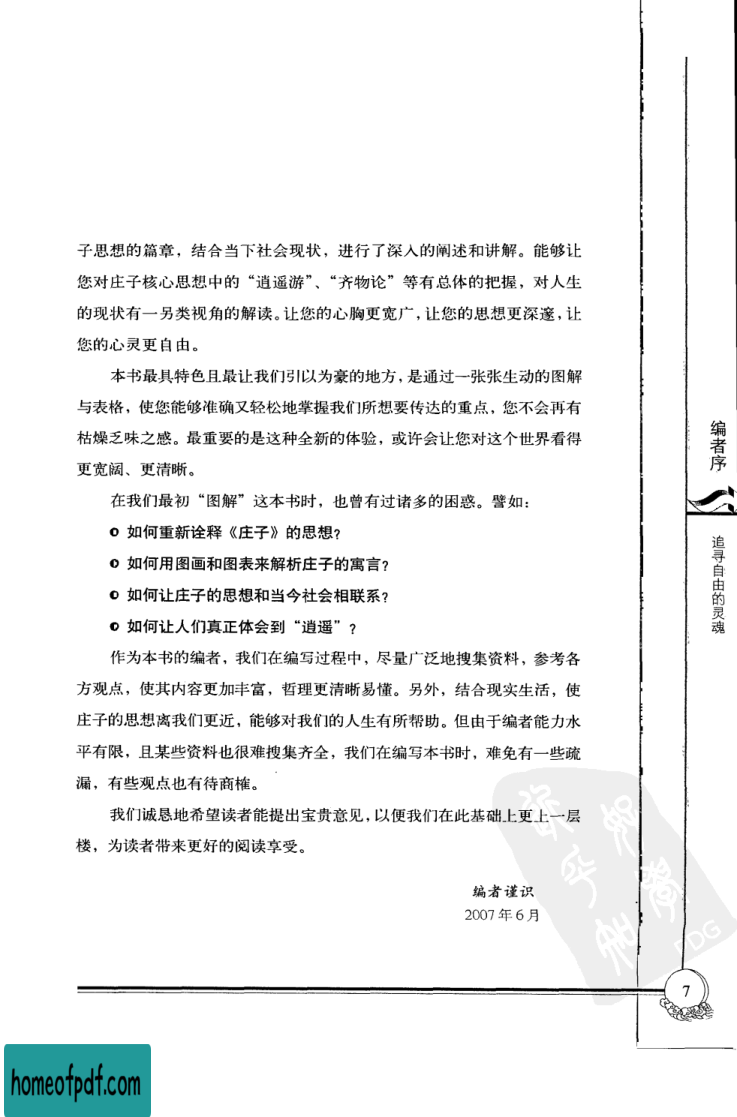 子思想的篇章，结合当下社会现状，进行了深入的阐述和讲解。能够让
您对庄子核心思想中的“逍遥游”、“齐物论”等有总体的把握，对人生
的现状有一另类视角的解读。让您的心胸更宽广，让您的思想更深邃，让
您的心灵更自由。
本书最具特色且最让我们引以为豪的地方，是通过一张张生动的图解
与表格，使您能够准确又轻松地掌握我们所想要传达的重点，您不会再有
枯燥乏味之感。最重要的是这种全新的体验，或许会让您对这个世界看得
更宽阔、更清晰。
在我们最初“图解”这本书时，也曾有过诸多的困惑。譬如：
如何重新诠释《庄子》的思想？
如何用图画和图表来解析庄子的寓言？
如何让庄子的思想和当今社会相联系？
如何让人们真正体会到“逍遥”？
作为本书的编者，我们在编写过程中，尽量广泛地搜集资料，参考各
方观点，使其内容更加丰富，哲理更清晰易懂。另外，结合现实生活，使
庄子的思想离我们更近，能够对我们的人生有所帮助。但由于编者能力水
平有限，且某些资料也很难搜集齐全，我们在编写本书时，难免有一些疏
漏，有些观点也有待商榷。
我们诚恳地希望读者能提出宝贵意见，以便我们在此基础上更上一层
楼，为读者带来更好的阅读享受。
编者谨识
2007年6月
编者序
追寻自由的灵魂
PDG
7
homeofpdf.com